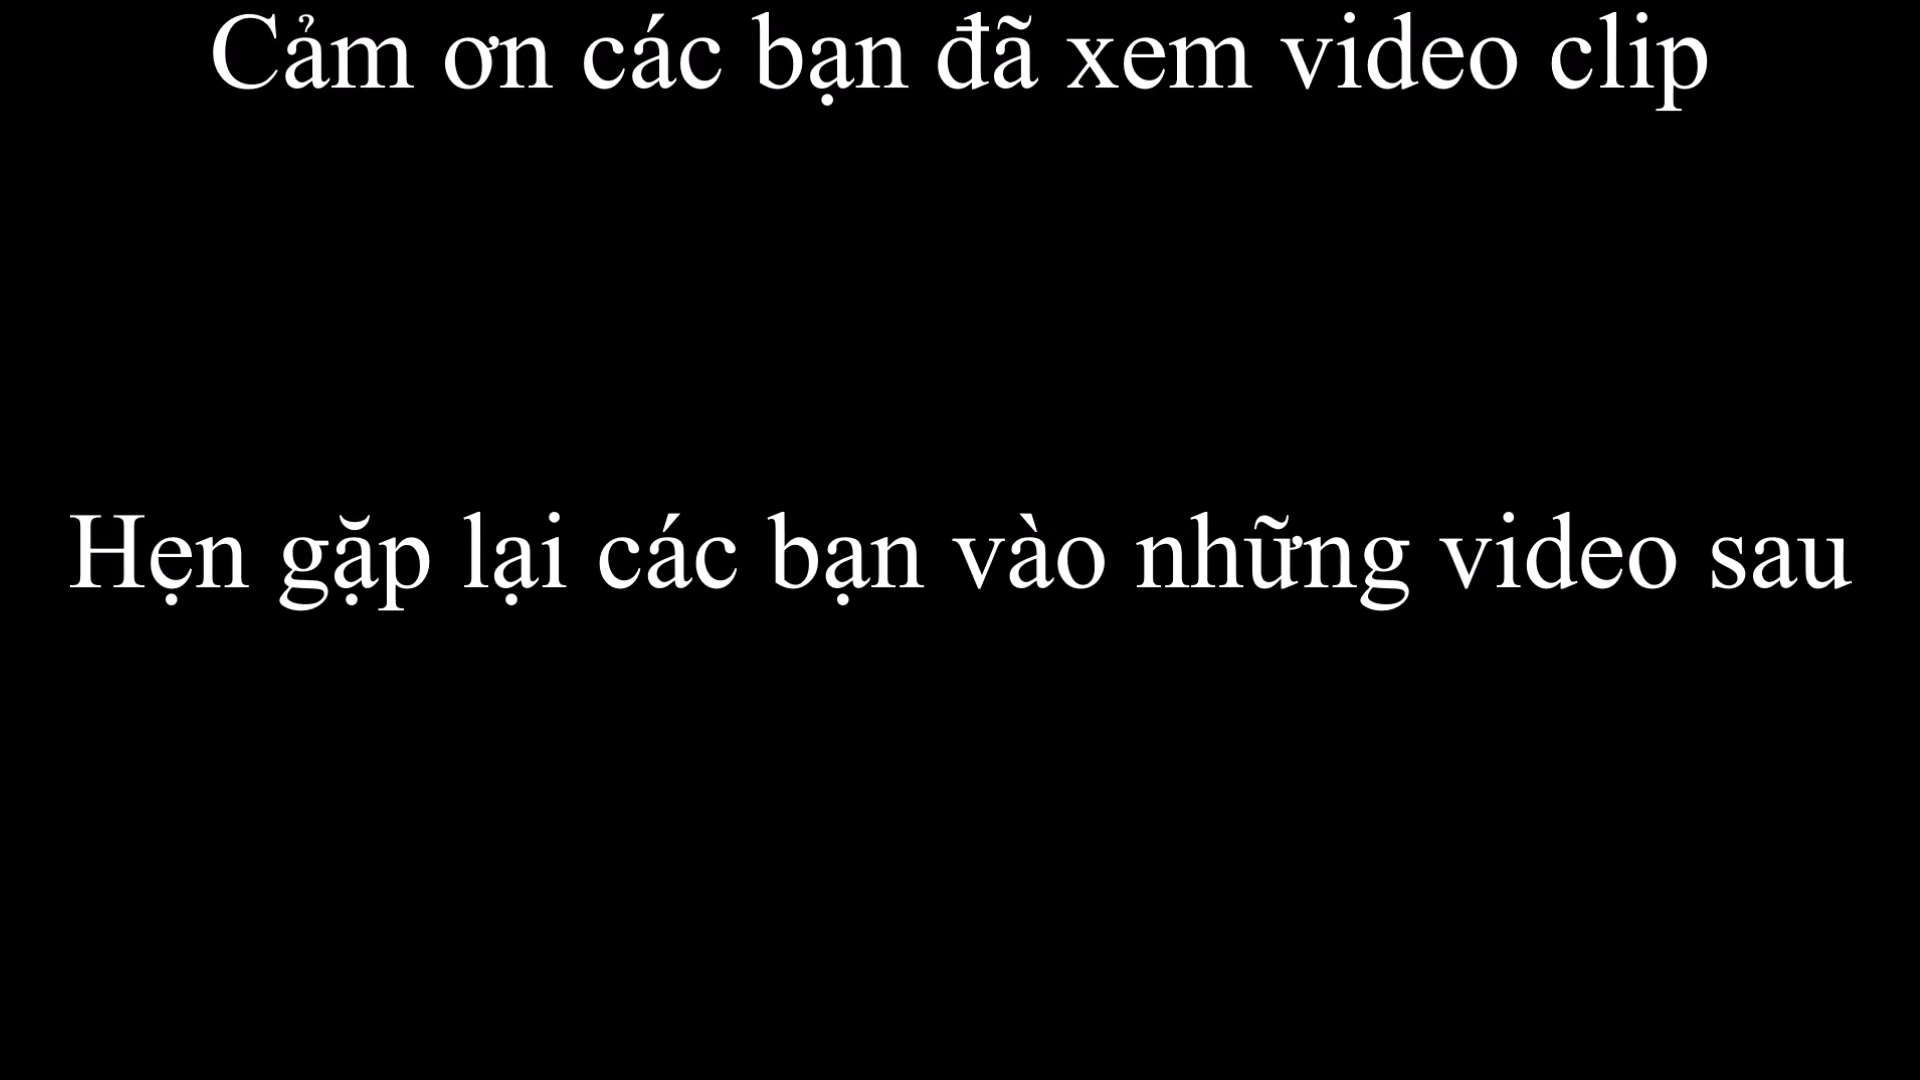 Cảm ơn các bạn đã xem video clip
Hẹn gặp lại các bạn vào những video sau